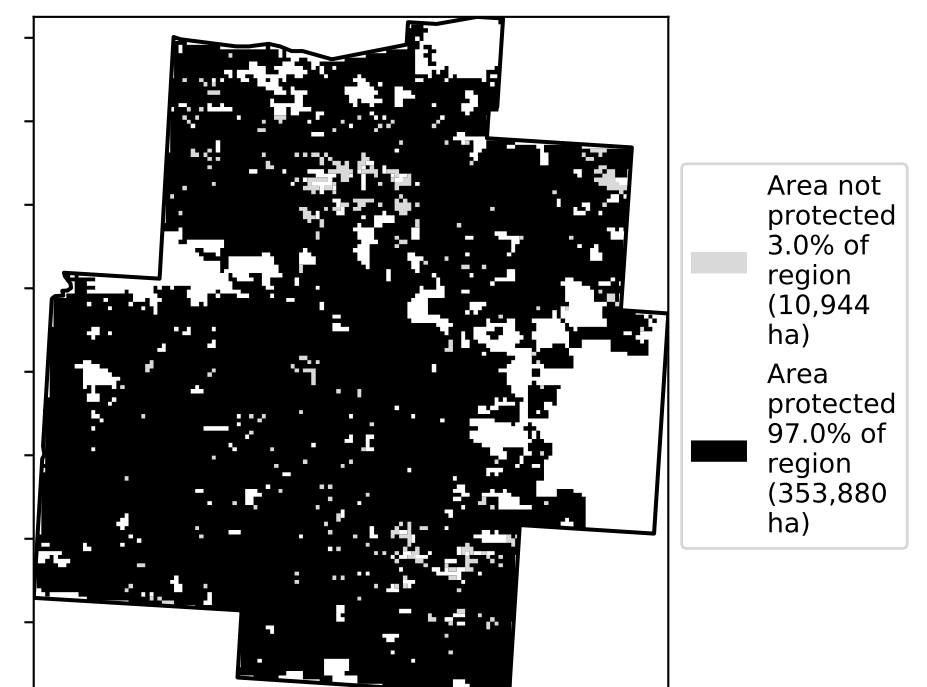 Area not
protected
3.0% of
region
(10,944
ha)
Area
protected
97.0% of
region
(353,880
ha)